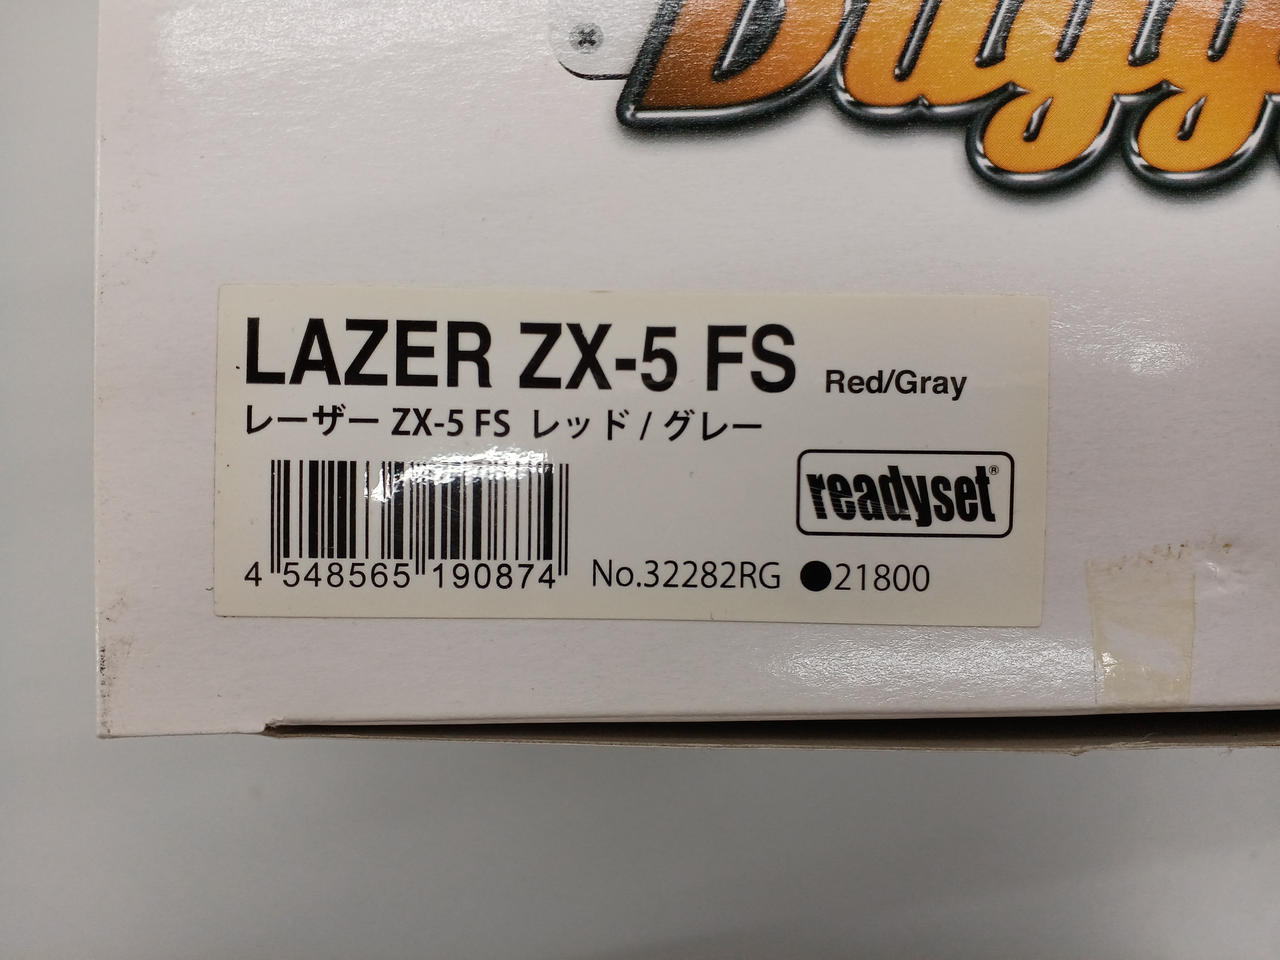 Bugg
LAZER ZX-5 FS Red/Gray
レーザー ZX-5 FS レッド / グレー
readyset®
4 548565 190874 No.32282RG ●21800